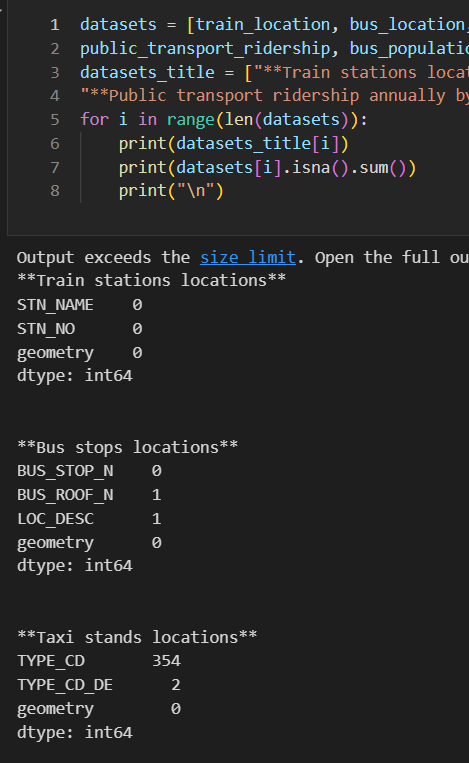 1 datasets = [train_location, bus_location,
2 public_transport_ridership, bus_populatio
3 datasets_title = ["**Train stations locat
4 "**Public transport ridership annually by
5 for i in range(len(datasets)):
6     print(datasets_title[i])
7     print(datasets[i].isna().sum())
8     print("\n")
Output exceeds the size limit. Open the full ou
**Train stations locations**
STN_NAME    0
STN_NO      0
geometry    0
dtype: int64
**Bus stops locations**
BUS_STOP_N    0
BUS_ROOF_N    1
LOC_DESC      1
geometry      0
dtype: int64
**Taxi stands locations**
TYPE_CD       354
TYPE_CD_DE      2
geometry        0
dtype: int64